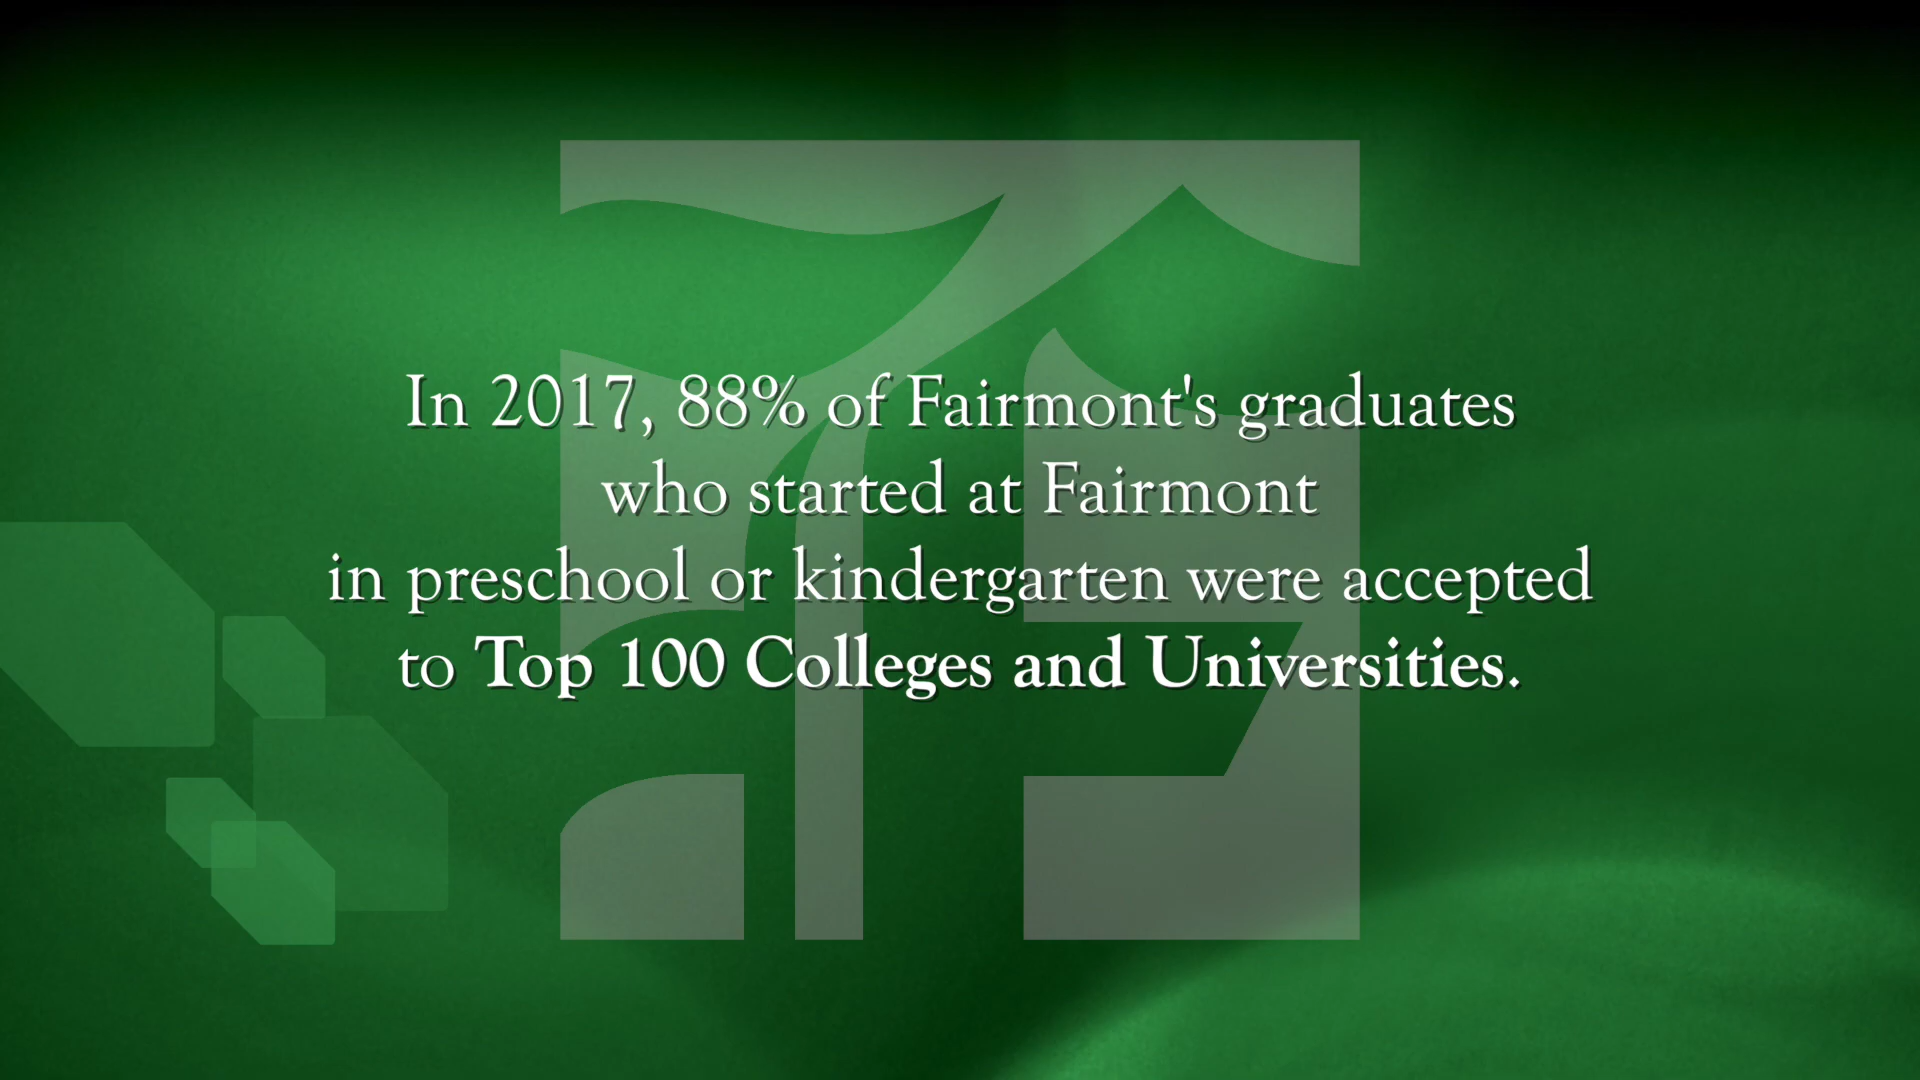 In 2017, 88% of Fairmont's graduates
who started at Fairmont
in preschool or kindergarten were accepted
to Top 100 Colleges and Universities.